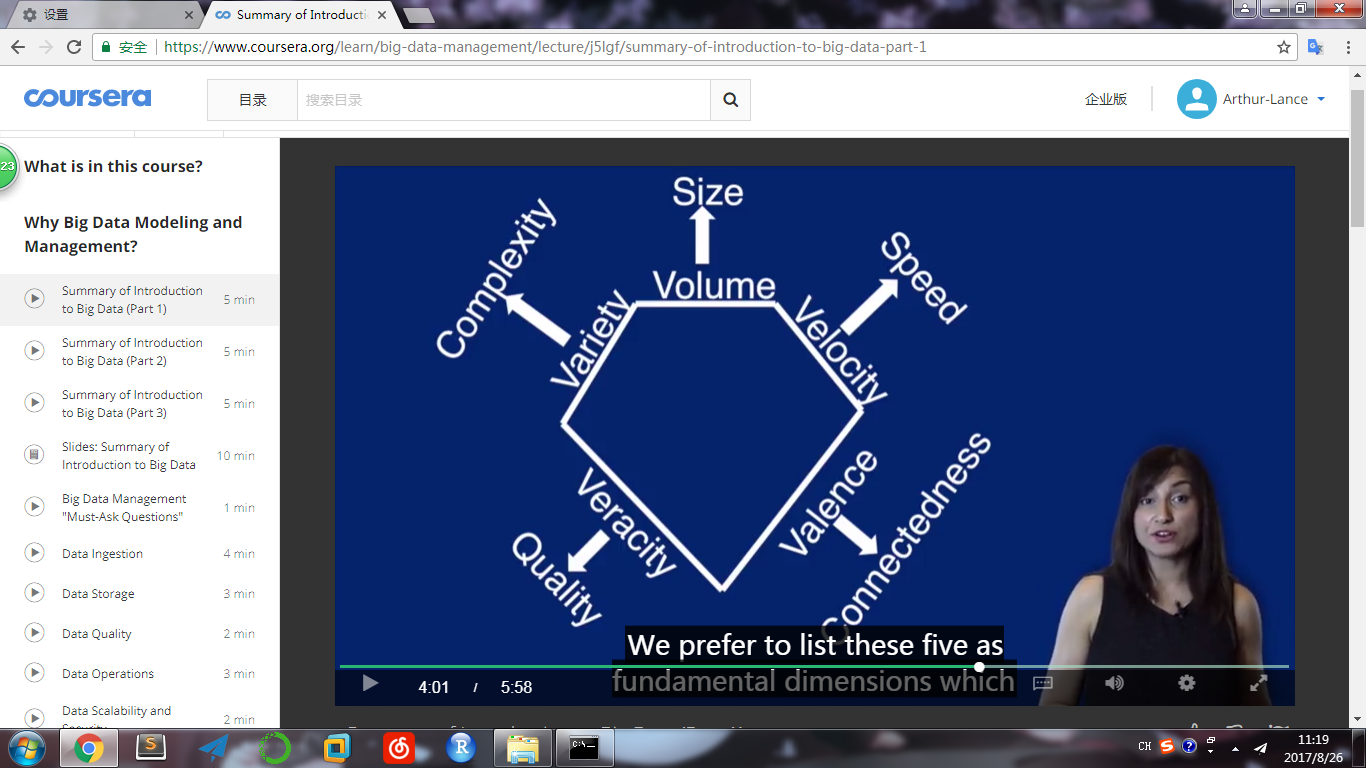 设置
Summary of Introducti
安全
https://www.coursera.org/learn/big-data-management/lecture/j5lgf/summary-of-introduction-to-big-data-part-1
coursera
目录
搜索目录
企业版
Arthur-Lance
23
What is in this course?
Why Big Data Modeling and
Management?
Summary of Introduction
to Big Data (Part 1)
5 min
Summary of Introduction
to Big Data (Part 2)
5 min
Summary of Introduction
to Big Data (Part 3)
5 min
Slides: Summary of
Introduction to Big Data
10 min
Big Data Management
"Must-Ask Questions"
1 min
Data Ingestion
4 min
Data Storage
3 min
Data Quality
2 min
Data Operations
3 min
Data Scalability and
2 min
Size
Volume
Complexity
Variety
Speed
Velocity
Veracity
Quality
Valence
Connectedness
We prefer to list these five as
fundamental dimensions which
4:01 / 5:58
CH
11:19
2017/8/26